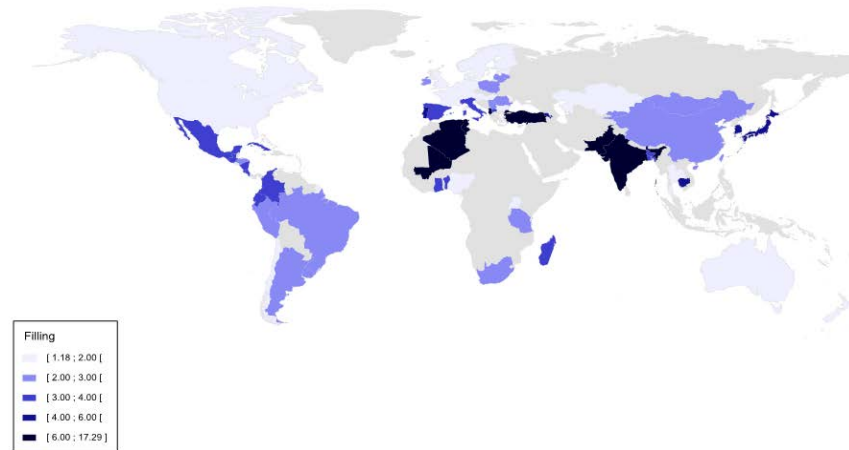 Filling
[ 1.18 ; 2.00 [
[ 2.00 ; 3.00 [
[ 3.00 ; 4.00 [
[ 4.00 ; 6.00 [
[ 6.00 ; 17.29 ]